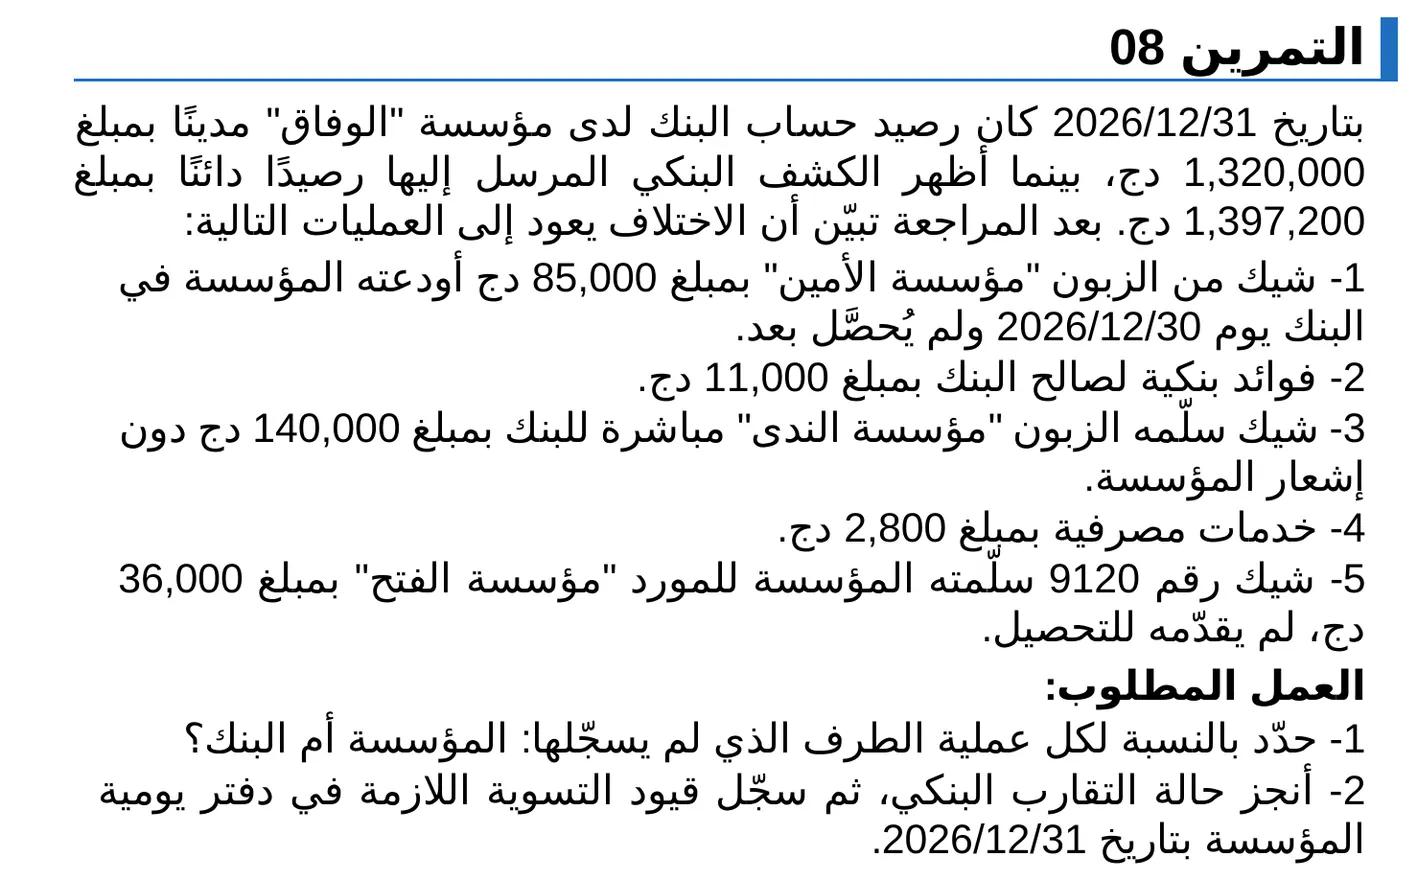 التمرين 08
بتاريخ 2026/12/31 كان رصيد حساب البنك لدى مؤسسة "الوفاق" مدينًا بمبلغ
1,320,000 دج، بينما أظهر الكشف البنكي المرسل إليها رصيدًا دائنًا بمبلغ
1,397,200 دج. بعد المراجعة تبيّن أن الاختلاف يعود إلى العمليات التالية:
1- شيك من الزبون "مؤسسة الأمين" بمبلغ 85,000 دج أودعته المؤسسة في
البنك يوم 2026/12/30 ولم يُحصَّل بعد.
2- فوائد بنكية لصالح البنك بمبلغ 11,000 دج.
3- شيك سلّمه الزبون "مؤسسة الندى" مباشرة للبنك بمبلغ 140,000 دج دون
إشعار المؤسسة.
4- خدمات مصرفية بمبلغ 2,800 دج.
5- شيك رقم 9120 سلّمته المؤسسة للمورد "مؤسسة الفتح" بمبلغ 36,000
دج، لم يقدّمه للتحصيل.
العمل المطلوب:
1- حدّد بالنسبة لكل عملية الطرف الذي لم يسجّلها: المؤسسة أم البنك؟
2- أنجز حالة التقارب البنكي، ثم سجّل قيود التسوية اللازمة في دفتر يومية
المؤسسة بتاريخ 2026/12/31.